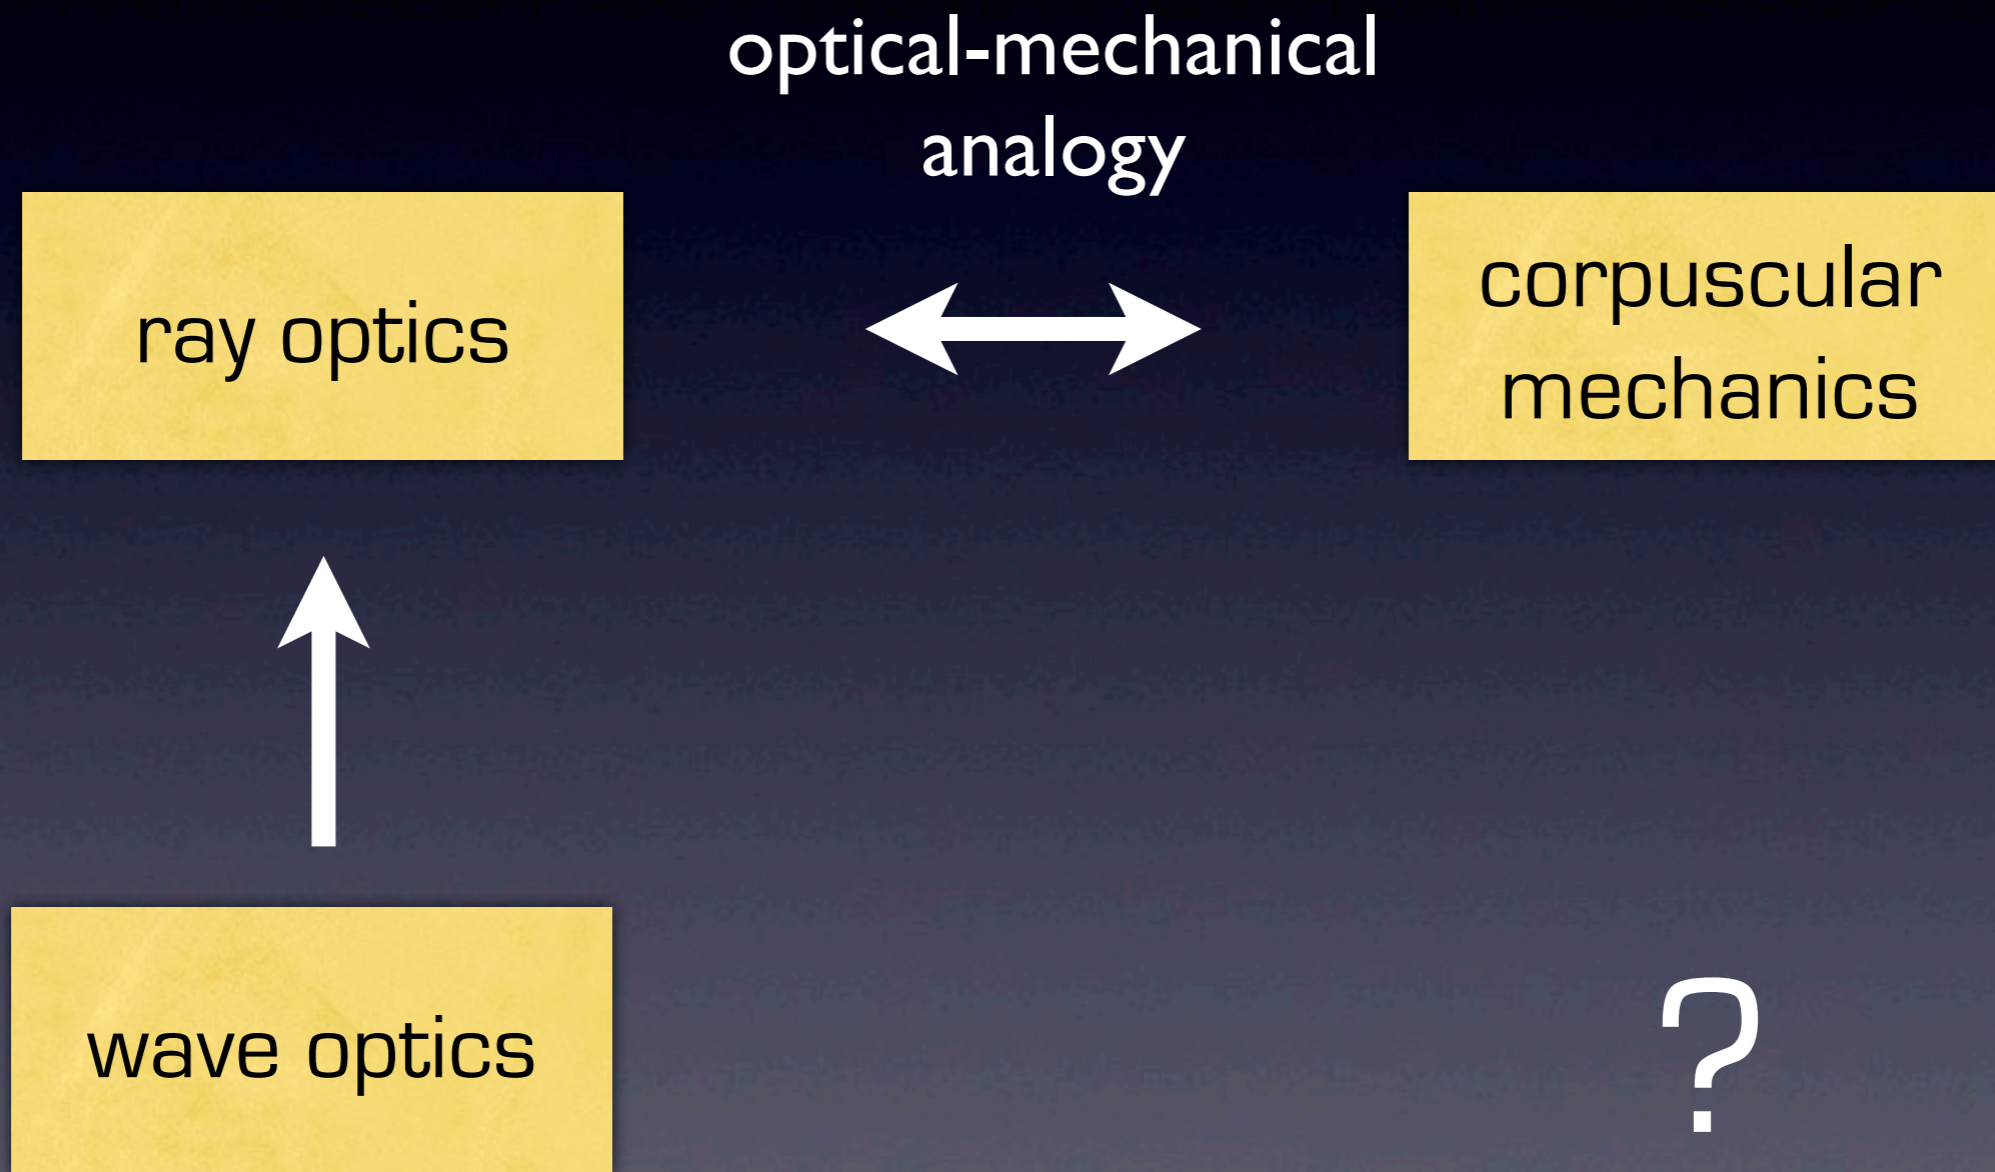 optical-mechanical
analogy
ray optics
corpuscular
mechanics
wave optics
?